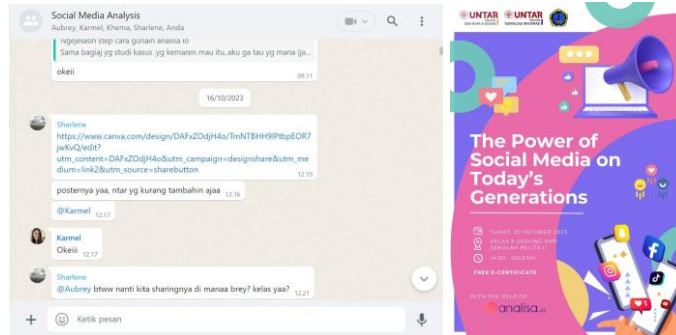 Social Media Analysis
Aubrey, Karmel, Khema, Sharlene, Anda
Ngejelasin step cara gunain analisa io
Sama bagiaj yg studi kasus .yg kemaren mau itu..aku ga tau yg mana (ja...
okeii
09.11
16/10/2023
Sharlene
https://www.canva.com/design/DAFxZOdjH4o/TmNTBHH9lPtbpEOR7
jwKvQ/edit?
utm_content=DAFxZOdjH4o&utm_campaign=designshare&utm_me
dium=link2&utm_source=sharebutton
12.15
posternya yaa, ntar yg kurang tambahin ajaa 12.16
@Karmel 12.17
Karmel
Okeiii 12.17
Sharlene
@Aubrey btww nanti kita sharingnya di manaa brey? kelas yaa? 12.21
Ketik pesan
UNTAR UNTAR
The Power of
Social Media on
Today's
Generations
JUMAT, 20 OKTOBER 2023
KELAS 9 GEDUNG SMP
SEKOLAH PELITA II
14:00 - SELESAI
FREE E-CERTIFICATE
WITH THE HELP OF:
analisa.io